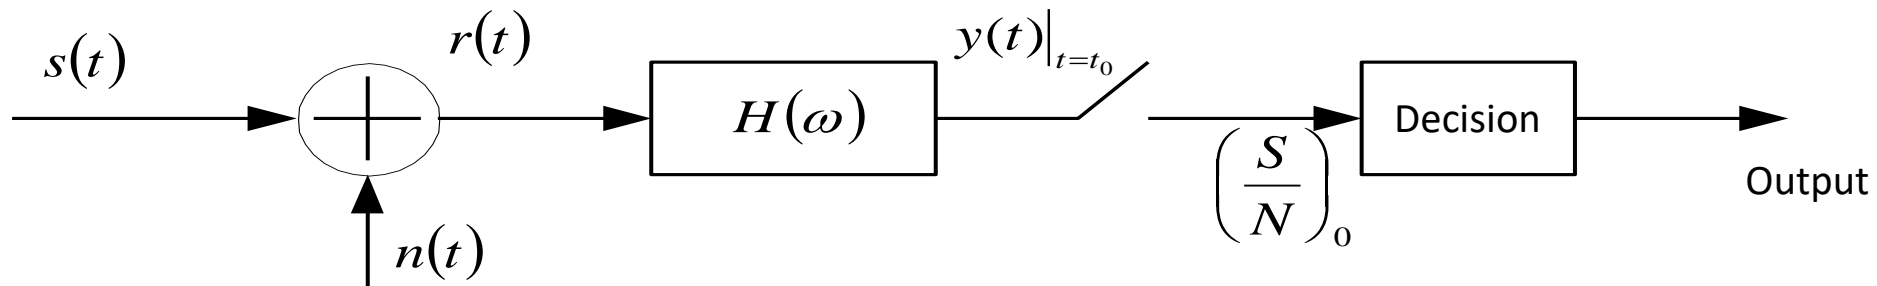 s(t)
r(t)
n(t)
H(ω)
y(t)|ₜ₌ₜ₀
(S/N)₀
Decision
Output